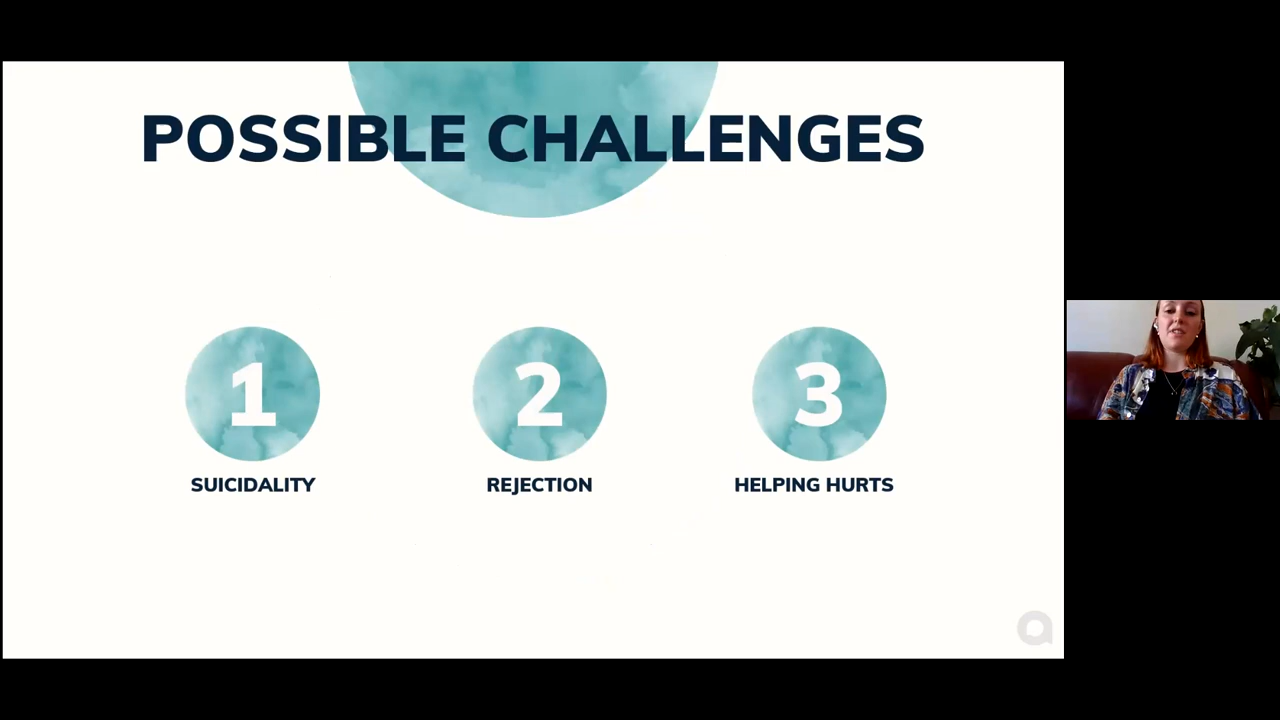 POSSIBLE CHALLENGES
1
2
3
SUICIDALITY
REJECTION
HELPING HURTS